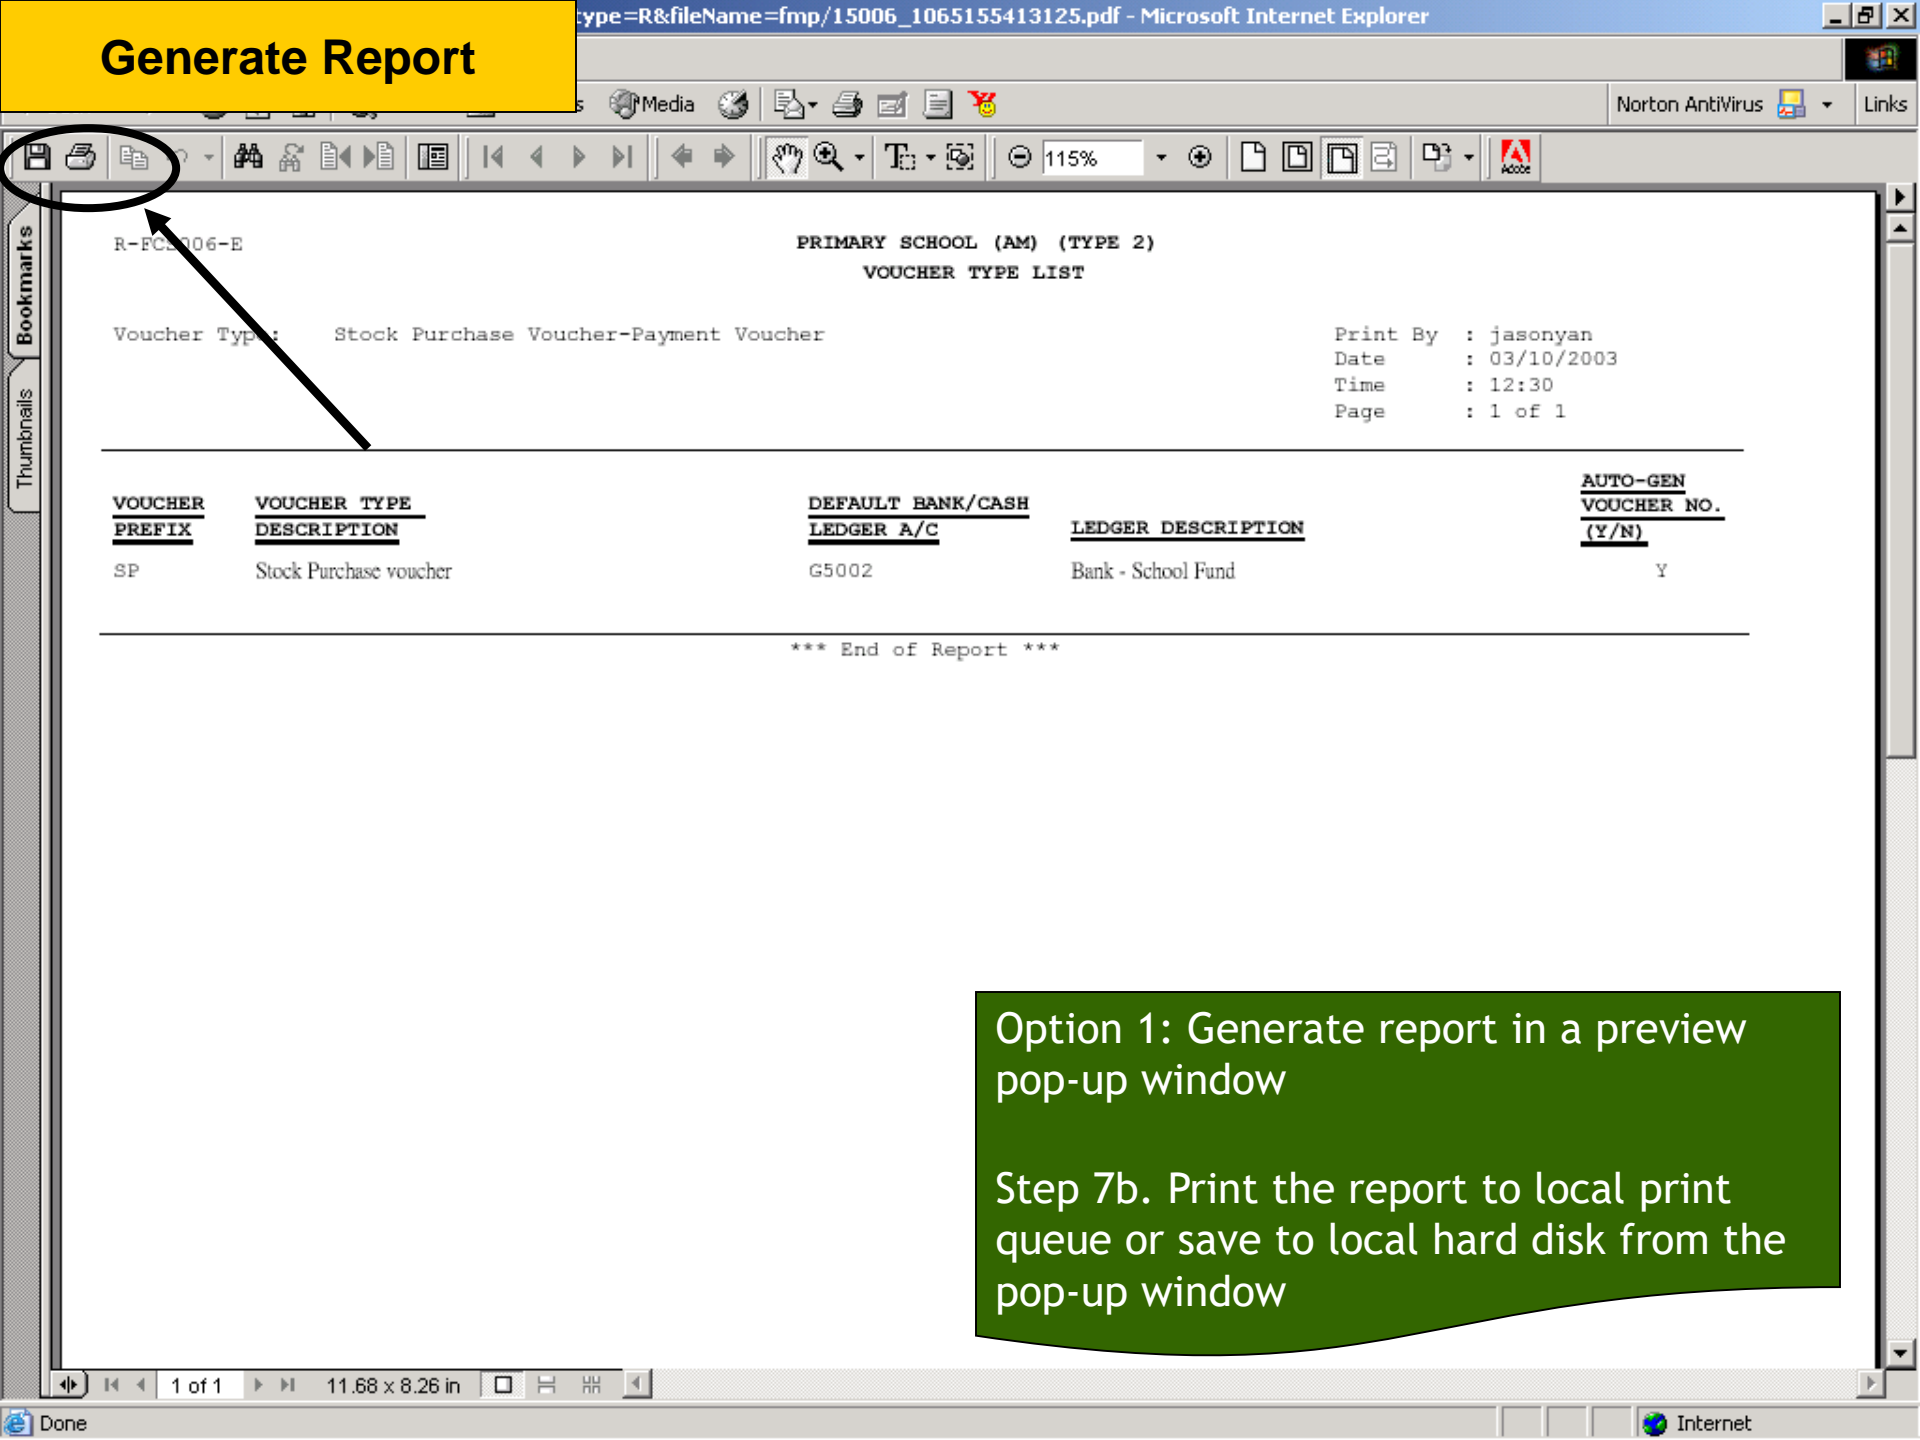 type=R&fileName=fmp/15006_1065155413125.pdf - Microsoft Internet Explorer
Generate Report
Media
Norton AntiVirus
Links
115%
Adobe
Bookmarks
Thumbnails
R-FCS006-E
PRIMARY SCHOOL (AM) (TYPE 2)
VOUCHER TYPE LIST
Voucher Type: Stock Purchase Voucher-Payment Voucher
Print By : jasonyan
Date : 03/10/2003
Time : 12:30
Page : 1 of 1
VOUCHER PREFIX
VOUCHER TYPE DESCRIPTION
DEFAULT BANK/CASH LEDGER A/C
LEDGER DESCRIPTION
AUTO-GEN VOUCHER NO. (Y/N)
SP Stock Purchase voucher G5002 Bank - School Fund Y
*** End of Report ***
Option 1: Generate report in a preview
pop-up window
Step 7b. Print the report to local print
queue or save to local hard disk from the
pop-up window
1 of 1 11.68 x 8.26 in
Done
Internet